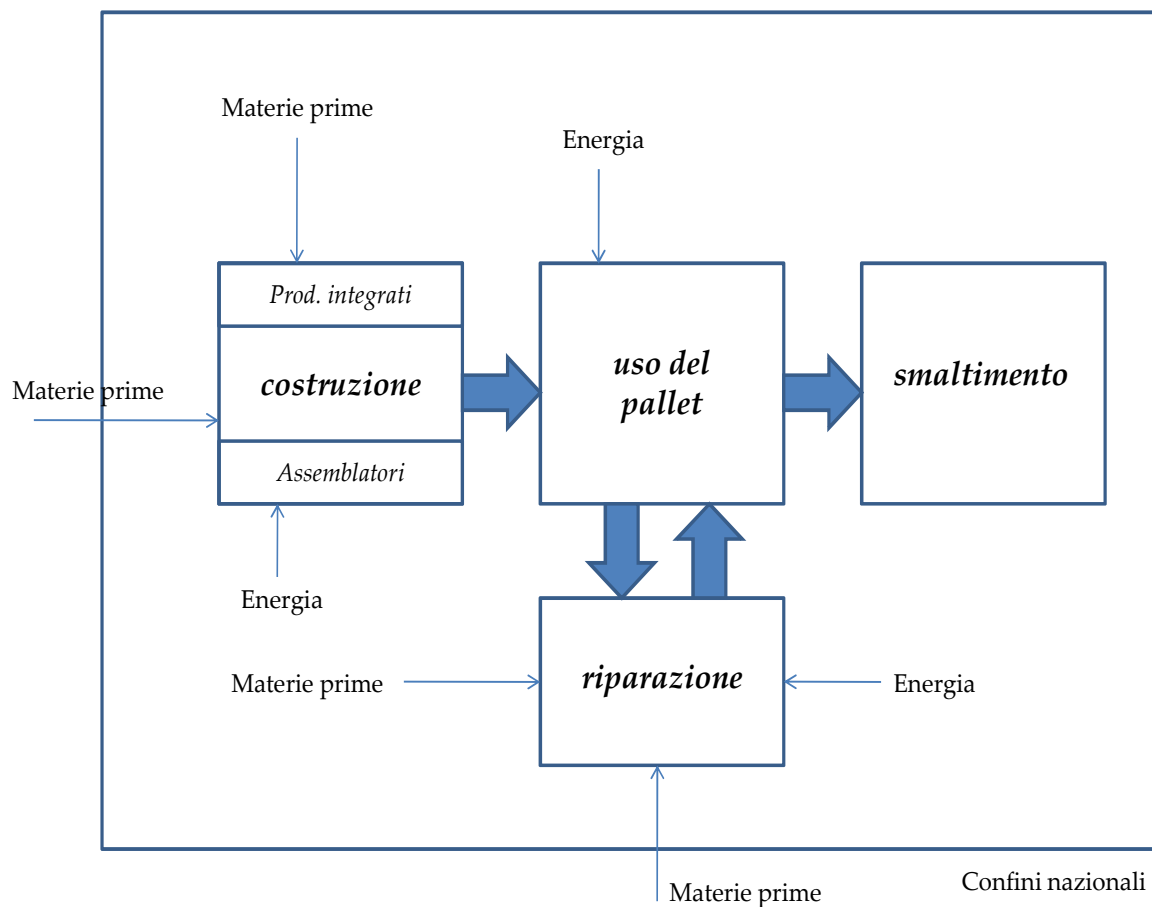 Materie prime
Energia
Prod. integrati
costruzione
Assemblatori
uso del
pallet
smaltimento
Materie prime
Energia
Materie prime
riparazione
Energia
Materie prime
Confini nazionali